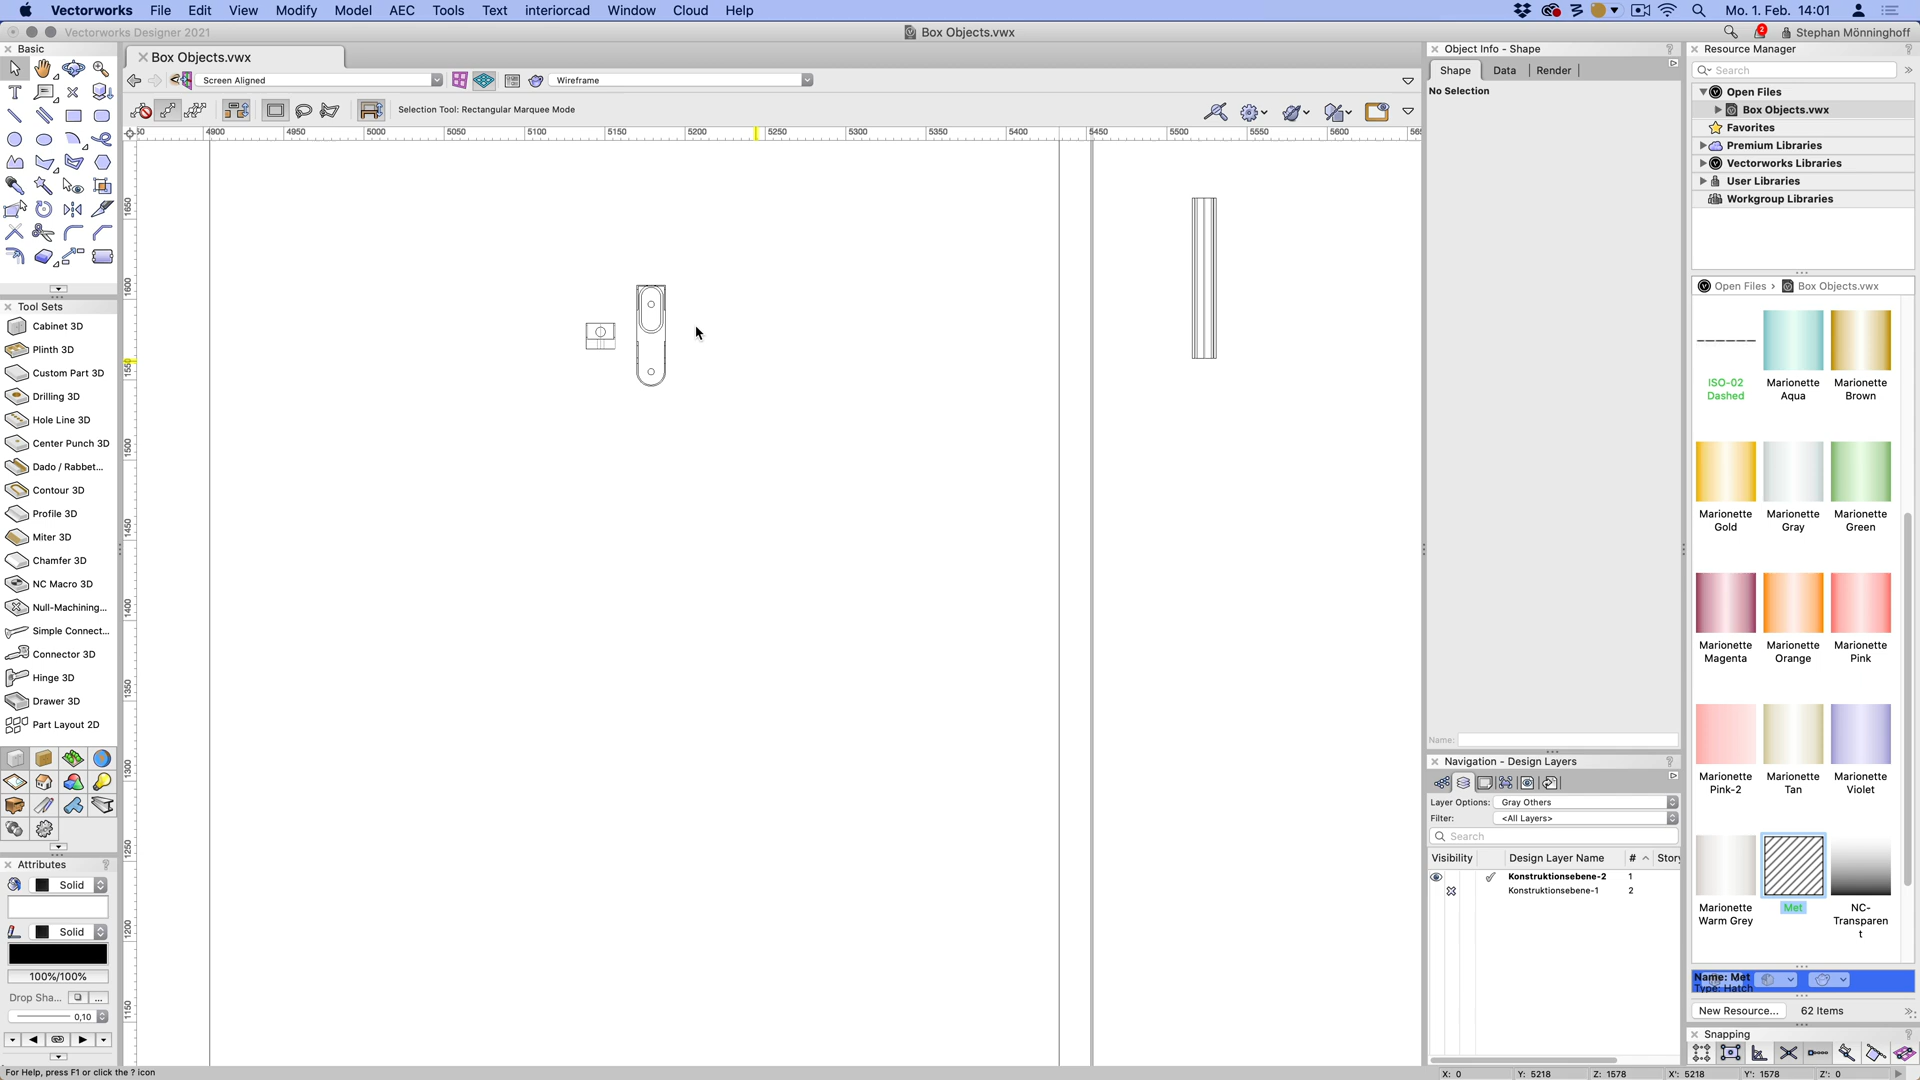 Vectorworks File Edit View Modify Model AEC Tools Text interiorcad Window Cloud Help
Mo. 1. Feb. 14:01
Vectorworks Designer 2021
Box Objects.vwx
2
Stephan Mönninghoff
Basic
Box Objects.vwx
Screen Aligned
Wireframe
Selection Tool: Rectangular Marquee Mode
4900 4950 5000 5050 5100 5150 5200 5250 5300 5350 5400 5450 5500 5550 5600
1650
1600
1550
1500
1450
1400
1350
1300
1250
1200
1150
Tool Sets
Cabinet 3D
Plinth 3D
Custom Part 3D
Drilling 3D
Hole Line 3D
Center Punch 3D
Dado / Rabbet...
Contour 3D
Profile 3D
Miter 3D
Chamfer 3D
NC Macro 3D
Null-Machining...
Simple Connect...
Connector 3D
Hinge 3D
Drawer 3D
Part Layout 2D
Attributes
Solid
Solid
100%/100%
Drop Sha...
...
0,10
For Help, press F1 or click the ? icon
Object Info - Shape
Shape Data Render
No Selection
Name:
Navigation - Design Layers
Layer Options: Gray Others
Filter: <All Layers>
Search
Visibility Design Layer Name # Story
Konstruktionsebene-2 1
Konstruktionsebene-1 2
Resource Manager
Search
Open Files
Box Objects.vwx
Favorites
Premium Libraries
Vectorworks Libraries
User Libraries
Workgroup Libraries
Open Files › Box Objects.vwx
ISO-02 Dashed
Marionette Aqua
Marionette Brown
Marionette Gold
Marionette Gray
Marionette Green
Marionette Magenta
Marionette Orange
Marionette Pink
Marionette Pink-2
Marionette Tan
Marionette Violet
Marionette Warm Grey
Met
NC-Transparent
Name: Met
Type: Hatch
New Resource... 62 Items
Snapping
X: 0 Y: 5218 Z: 1578 X': 5218 Y': 1578 Z': 0